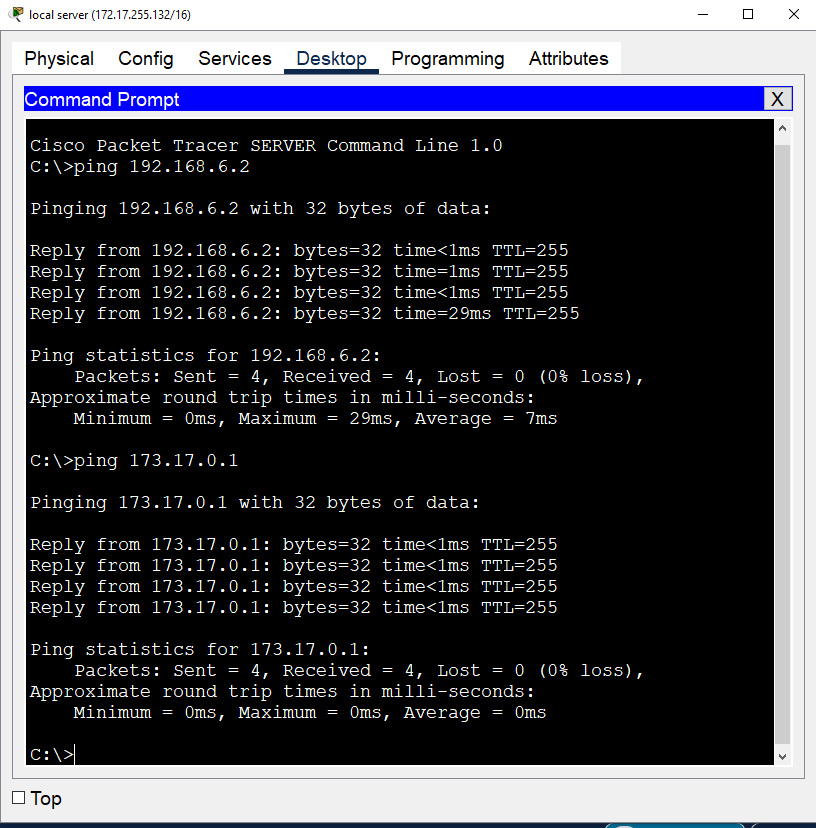 local server (172.17.255.132/16)
Physical Config Services Desktop Programming Attributes
Command Prompt X
Cisco Packet Tracer SERVER Command Line 1.0
C:\>ping 192.168.6.2
Pinging 192.168.6.2 with 32 bytes of data:
Reply from 192.168.6.2: bytes=32 time<1ms TTL=255
Reply from 192.168.6.2: bytes=32 time=1ms TTL=255
Reply from 192.168.6.2: bytes=32 time<1ms TTL=255
Reply from 192.168.6.2: bytes=32 time=29ms TTL=255
Ping statistics for 192.168.6.2:
    Packets: Sent = 4, Received = 4, Lost = 0 (0% loss),
Approximate round trip times in milli-seconds:
    Minimum = 0ms, Maximum = 29ms, Average = 7ms
C:\>ping 173.17.0.1
Pinging 173.17.0.1 with 32 bytes of data:
Reply from 173.17.0.1: bytes=32 time<1ms TTL=255
Reply from 173.17.0.1: bytes=32 time<1ms TTL=255
Reply from 173.17.0.1: bytes=32 time<1ms TTL=255
Reply from 173.17.0.1: bytes=32 time<1ms TTL=255
Ping statistics for 173.17.0.1:
    Packets: Sent = 4, Received = 4, Lost = 0 (0% loss),
Approximate round trip times in milli-seconds:
    Minimum = 0ms, Maximum = 0ms, Average = 0ms
C:\>
Top